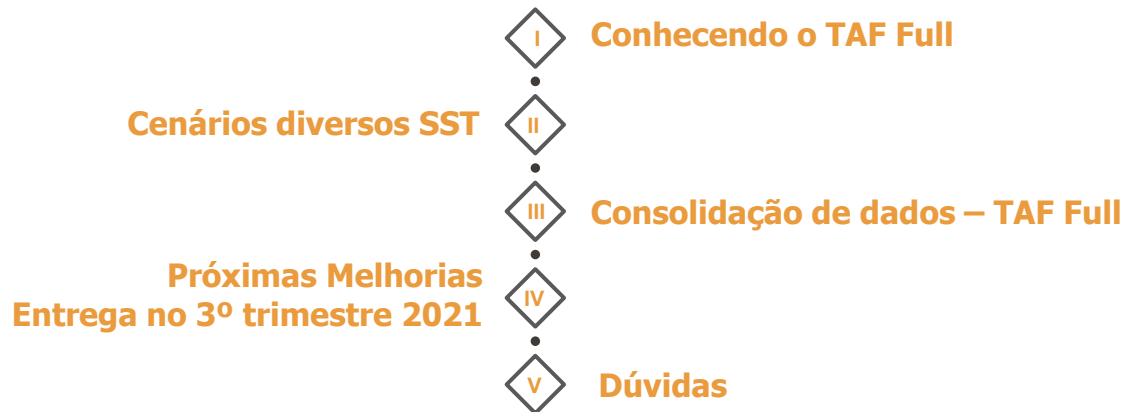 I
Conhecendo o TAF Full
Cenários diversos SST
II
III
Consolidação de dados – TAF Full
Próximas Melhorias
Entrega no 3º trimestre 2021
IV
V
Dúvidas